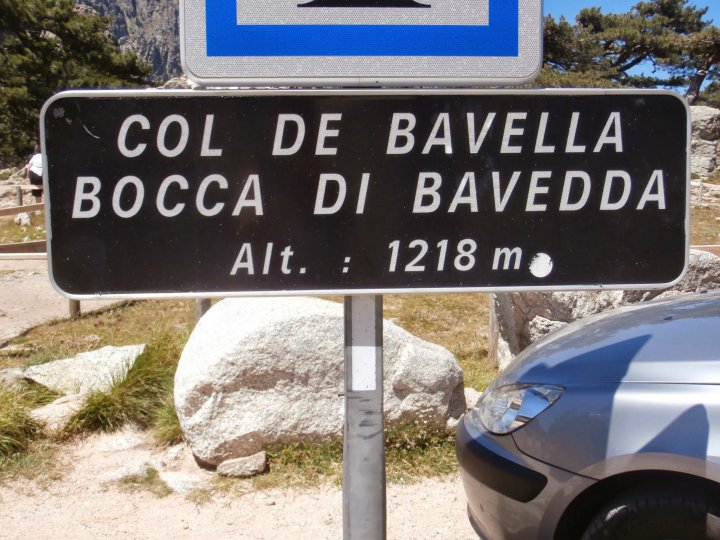 COL DE BAVELLA
BOCCA DI BAVEDDA
Alt. : 1218 m